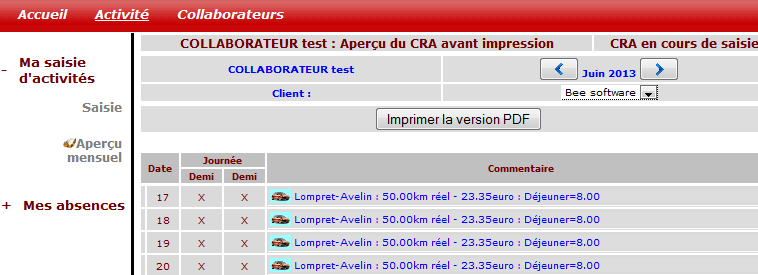 Accueil Activité Collaborateurs
- Ma saisie d'activités
Saisie
Aperçu mensuel
+ Mes absences
COLLABORATEUR test : Aperçu du CRA avant impression CRA en cours de saisie
COLLABORATEUR test Juin 2013
Client : Bee software
Imprimer la version PDF
Date Journée Commentaire
Demi Demi
17 X X Lompret-Avelin : 50.00km réel - 23.35euro : Déjeuner=8.00
18 X X Lompret-Avelin : 50.00km réel - 23.35euro : Déjeuner=8.00
19 X X Lompret-Avelin : 50.00km réel - 23.35euro : Déjeuner=8.00
20 X X Lompret-Avelin : 50.00km réel - 23.35euro : Déjeuner=8.00